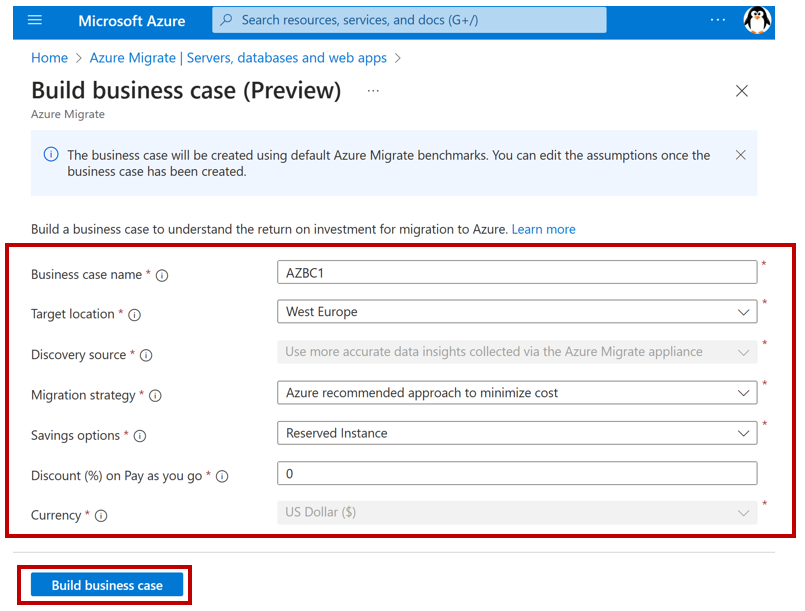 Microsoft Azure
Search resources, services, and docs (G+/)
...
Home > Azure Migrate | Servers, databases and web apps >
Build business case (Preview) ...
Azure Migrate
The business case will be created using default Azure Migrate benchmarks. You can edit the assumptions once the
business case has been created.
Build a business case to understand the return on investment for migration to Azure. Learn more
Business case name * AZBC1 *
Target location * West Europe *
Discovery source * Use more accurate data insights collected via the Azure Migrate appliance *
Migration strategy * Azure recommended approach to minimize cost *
Savings options * Reserved Instance *
Discount (%) on Pay as you go * 0
Currency * US Dollar ($) *
Build business case